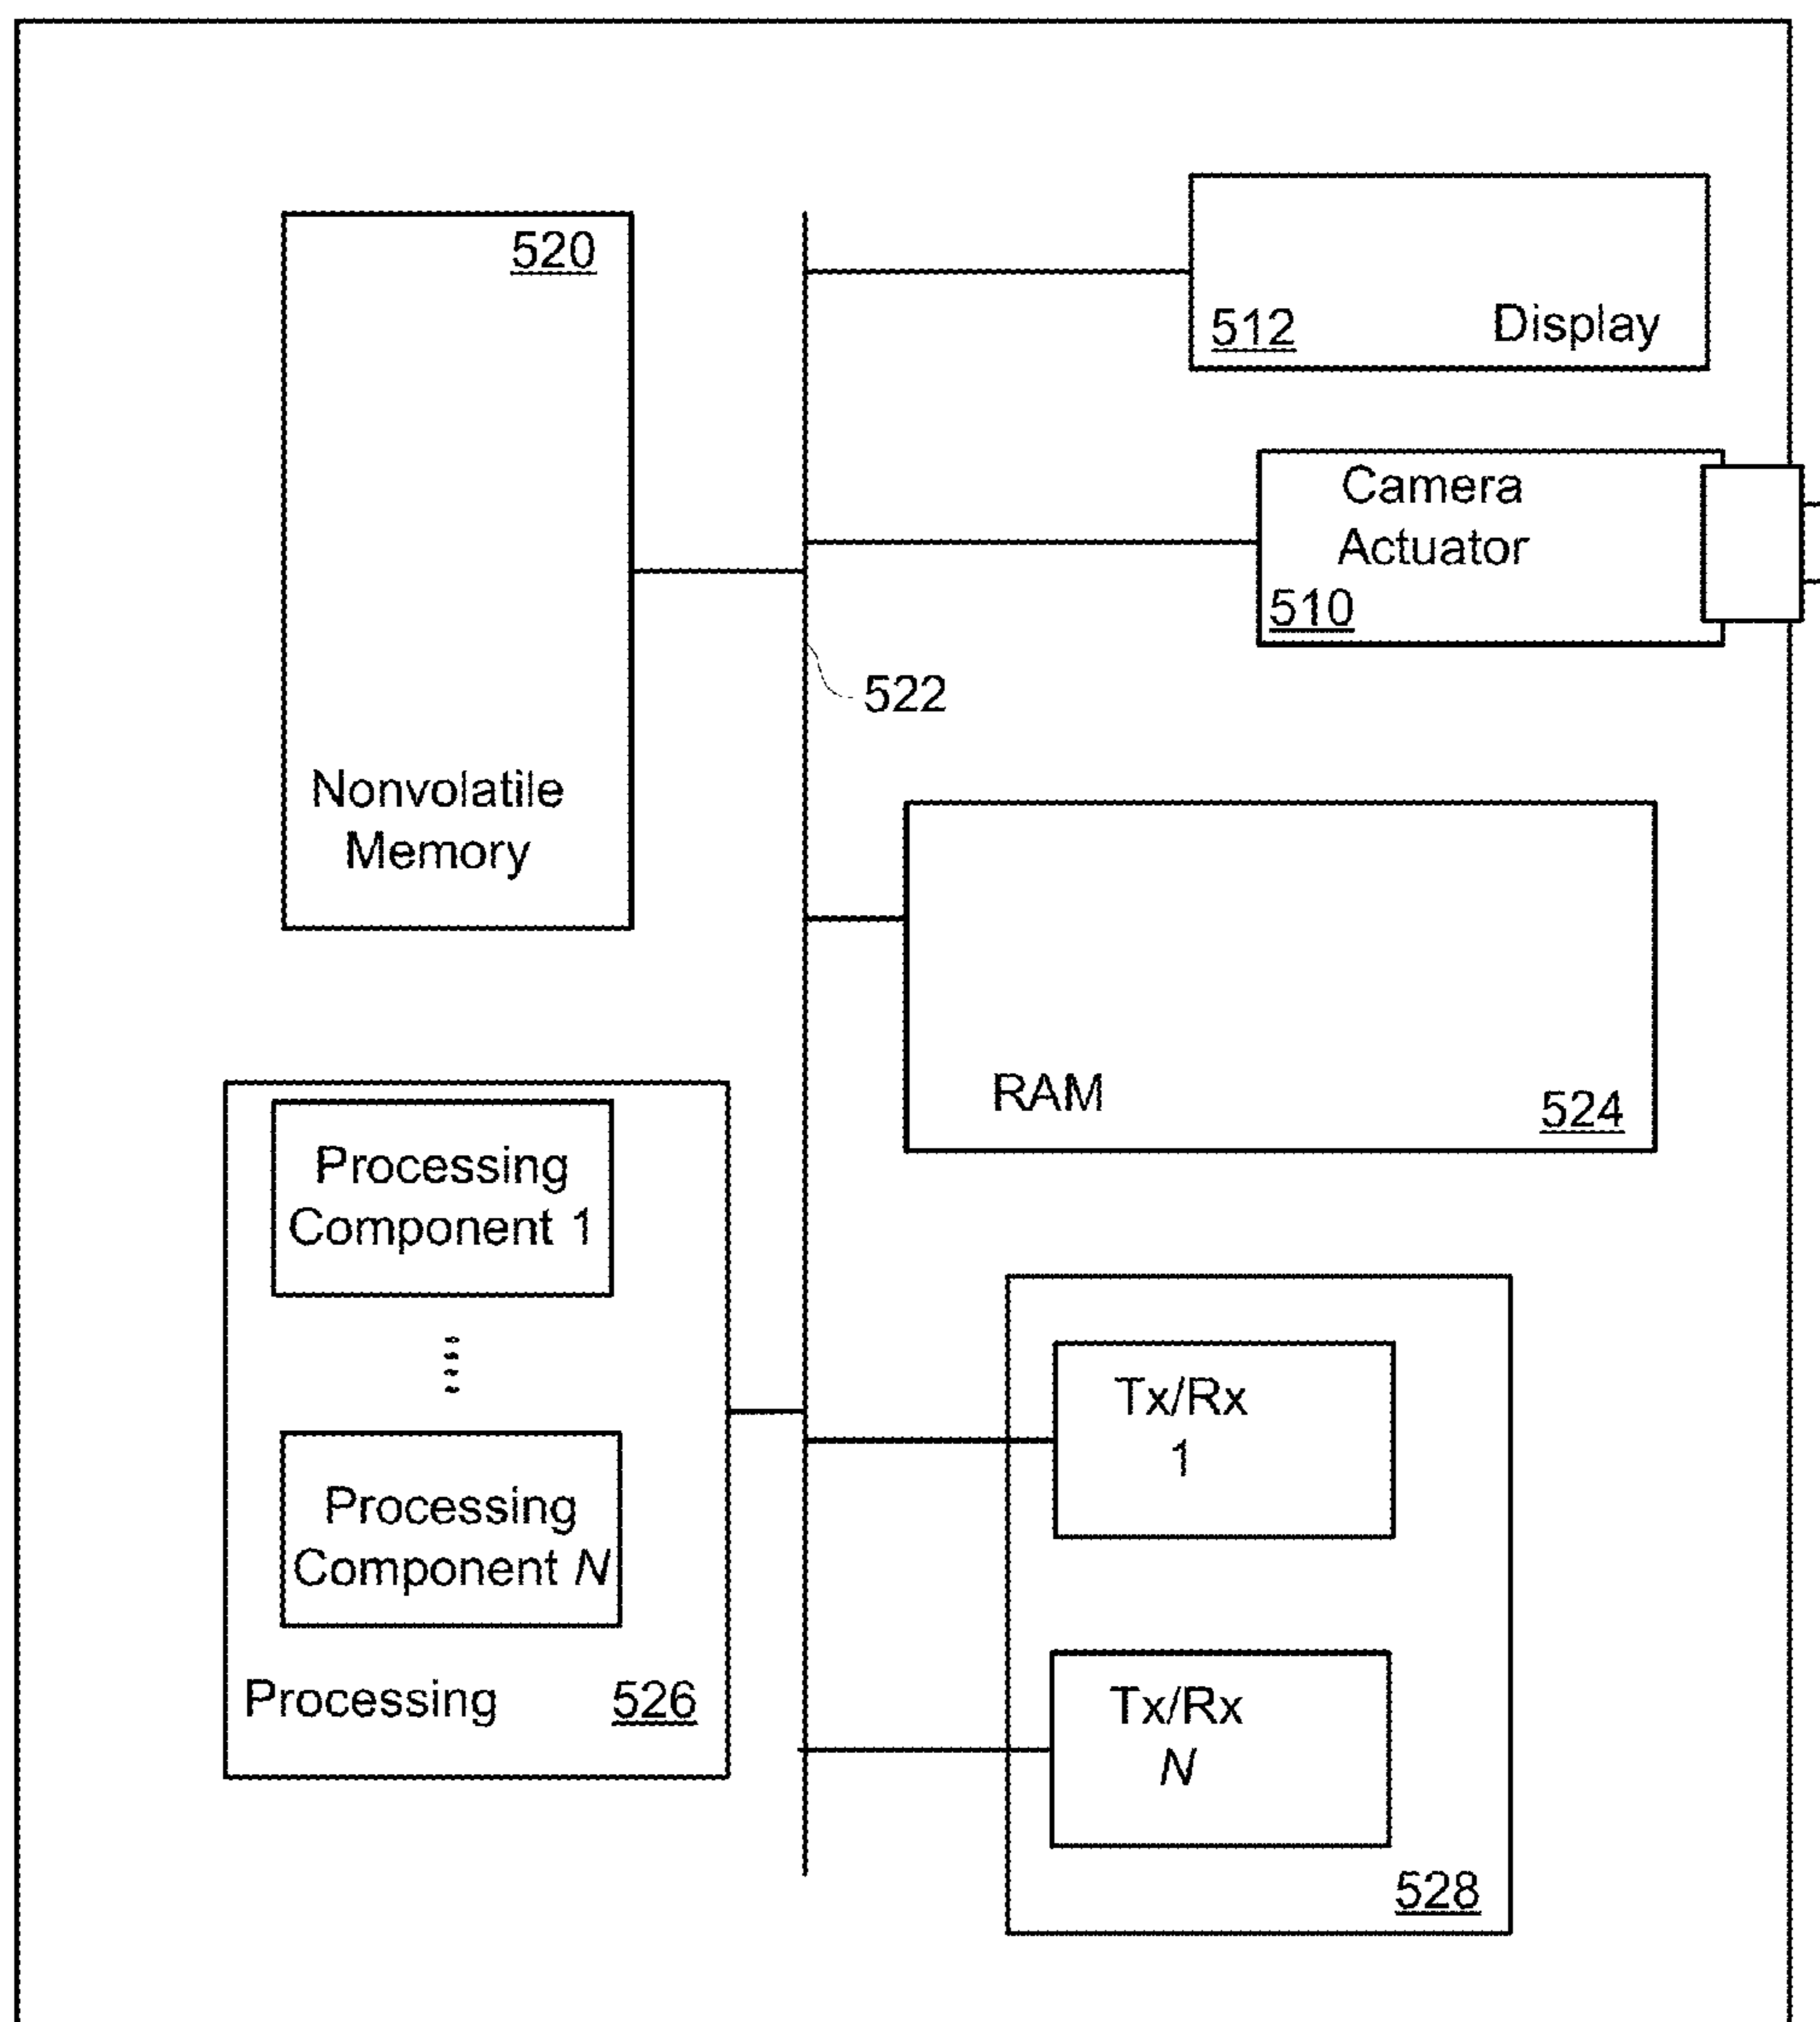 520
Nonvolatile
Memory
512
Display
Camera
Actuator
510
522
RAM
524
Processing
Component 1
Processing
Component N
Processing
526
Tx/Rx
1
Tx/Rx
N
528